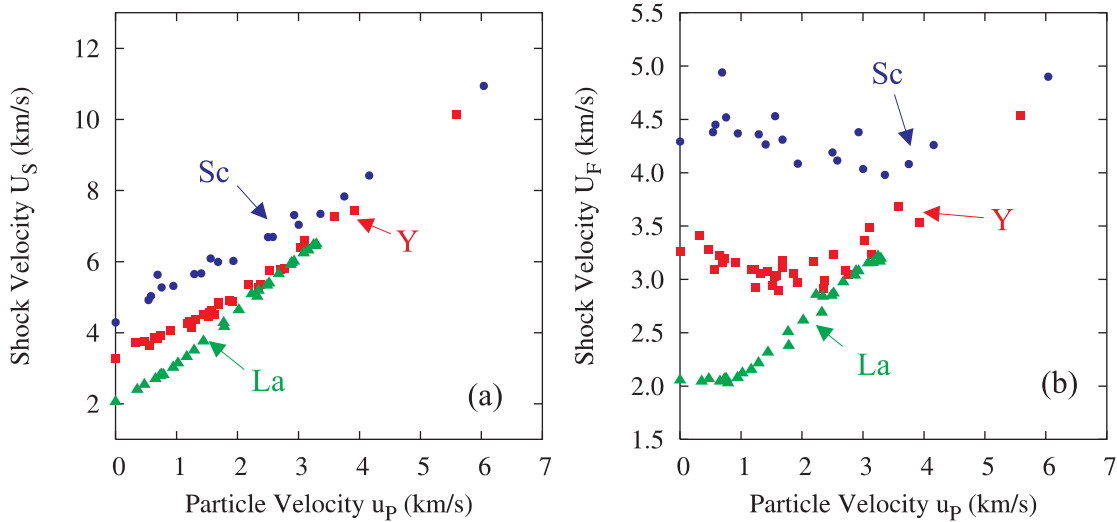 Shock Velocity U_S (km/s)
12
10
8
6
4
2
Sc
Y
La
(a)
0 1 2 3 4 5 6 7
Particle Velocity u_P (km/s)
Shock Velocity U_F (km/s)
5.5
5.0
4.5
4.0
3.5
3.0
2.5
2.0
1.5
Sc
Y
La
(b)
0 1 2 3 4 5 6 7
Particle Velocity u_P (km/s)